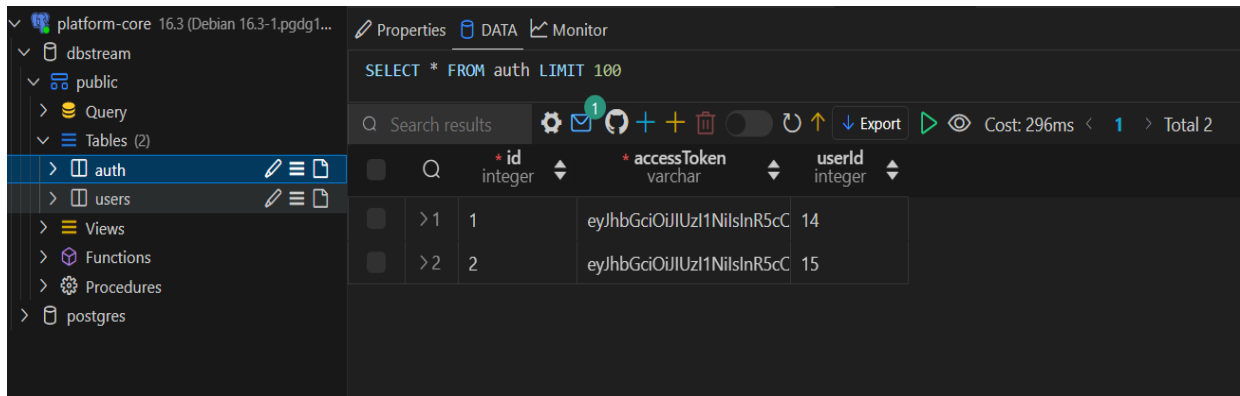 platform-core 16.3 (Debian 16.3-1.pgdg1...
dbstream
public
Query
Tables (2)
auth
users
Views
Functions
Procedures
postgres
Properties DATA Monitor
SELECT * FROM auth LIMIT 100
Search results 1 Export Cost: 296ms < 1 > Total 2
* id * accessToken userId
integer varchar integer
1 1 eyJhbGciOiJIUzI1NiIsInR5cC 14
2 2 eyJhbGciOiJIUzI1NiIsInR5cC 15